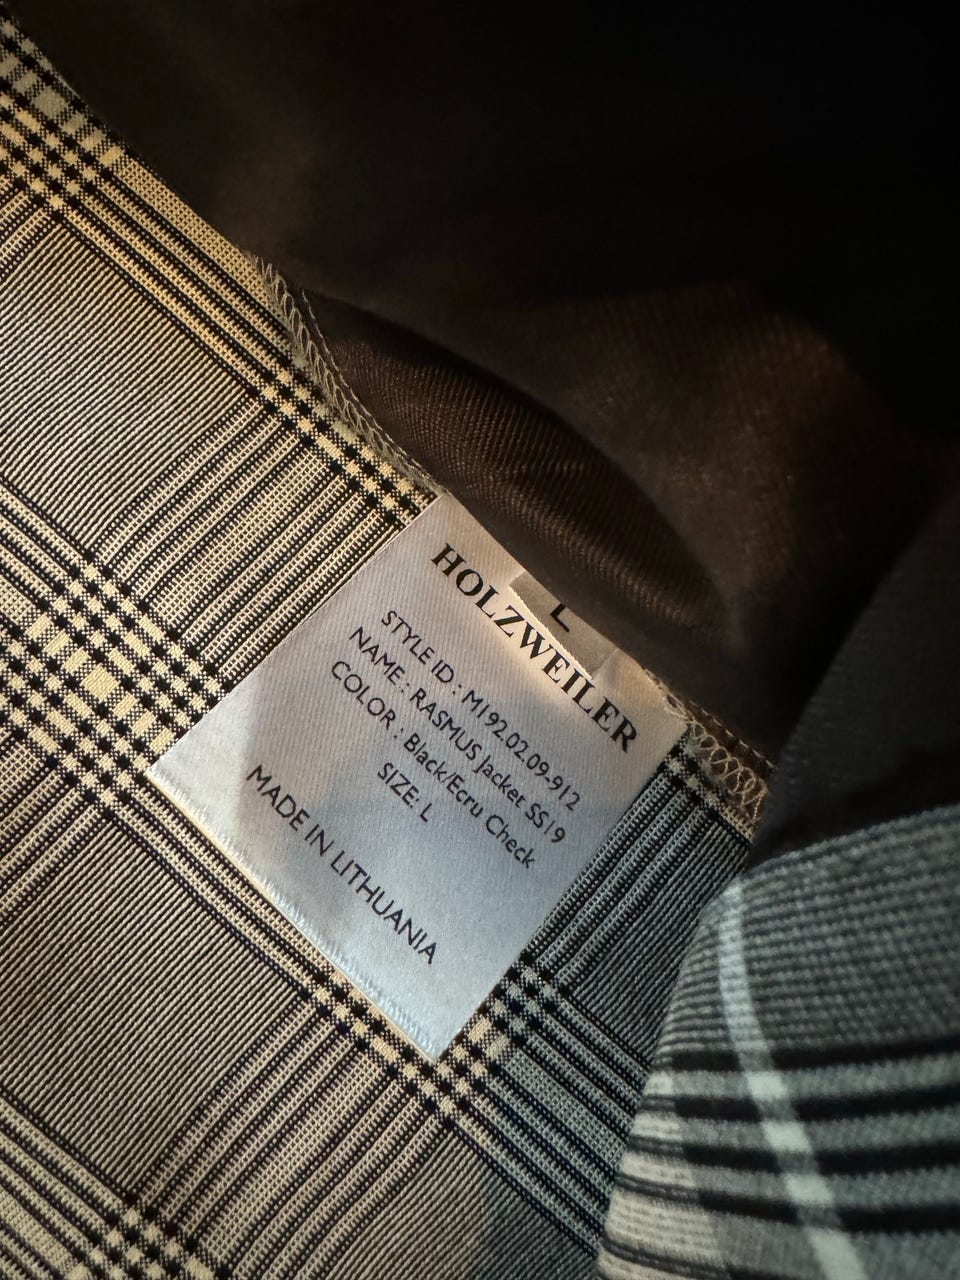 L
HOLZWEILER
STYLE ID : M192.02.09-912
NAME : RASMUS Jacket SS19
COLOR : Black/Ecru Check
SIZE: L
MADE IN LITHUANIA